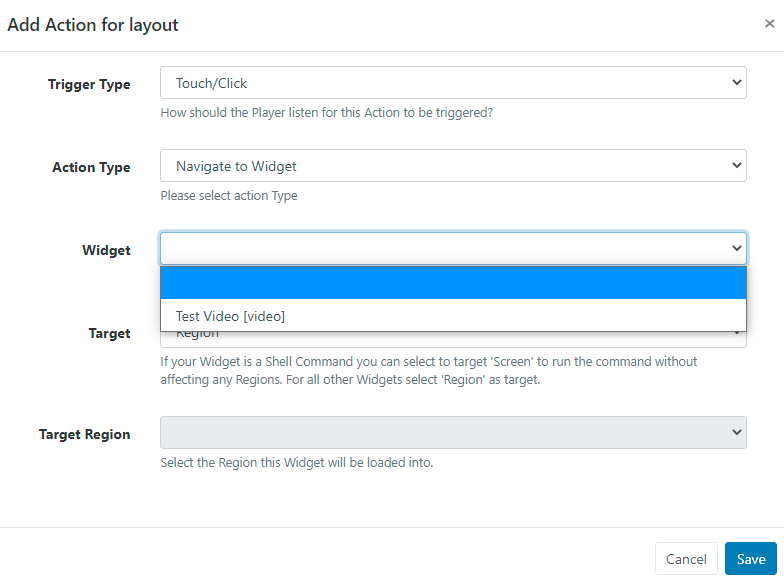 Add Action for layout
×
Trigger Type
Touch/Click
How should the Player listen for this Action to be triggered?
Action Type
Navigate to Widget
Please select action Type
Widget
Test Video [video]
Target
Region
If your Widget is a Shell Command you can select to target 'Screen' to run the command without
affecting any Regions. For all other Widgets select 'Region' as target.
Target Region
Select the Region this Widget will be loaded into.
Cancel
Save